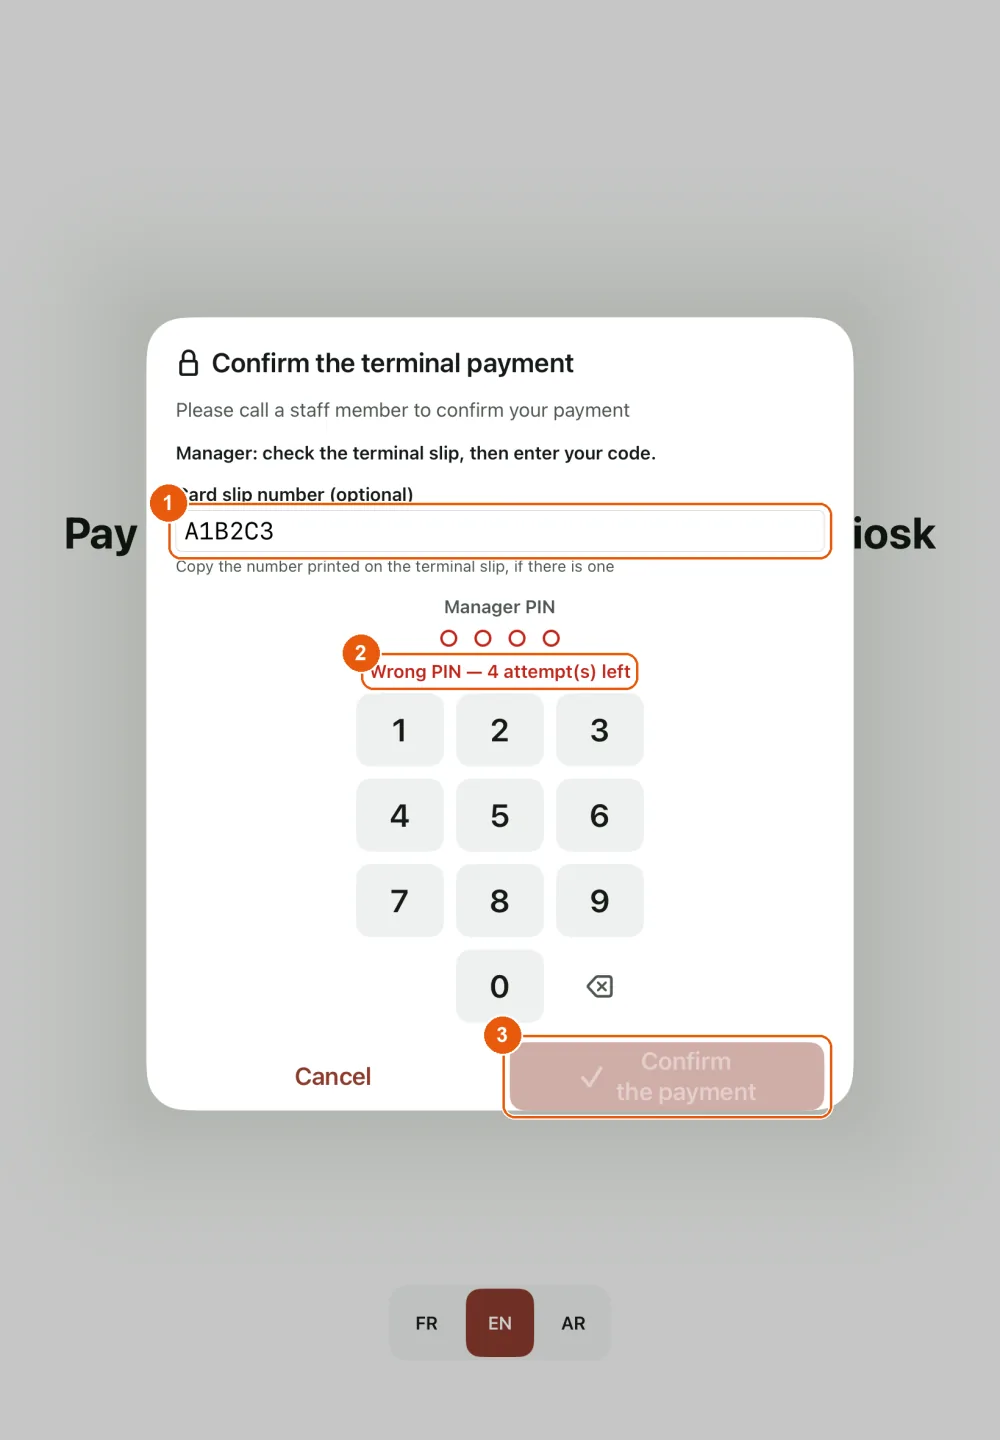 Confirm the terminal payment
Please call a staff member to confirm your payment
Manager: check the terminal slip, then enter your code.
1
Card slip number (optional)
Pay
A1B2C3
iosk
Copy the number printed on the terminal slip, if there is one
Manager PIN
2
Wrong PIN — 4 attempt(s) left
1 2 3
4 5 6
7 8 9
0
3
Cancel
Confirm
the payment
FR EN AR